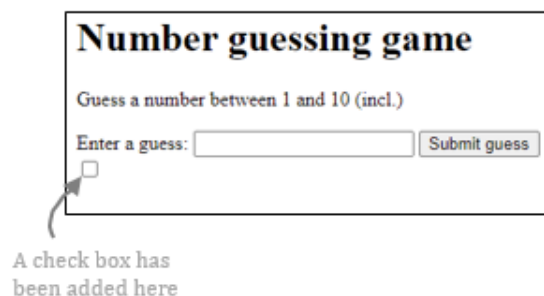 Number guessing game
Guess a number between 1 and 10 (incl.)
Enter a guess: Submit guess
A check box has
been added here